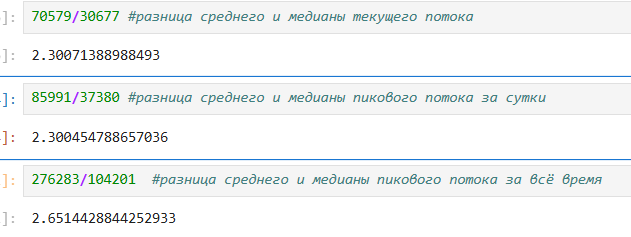 ]: 70579/30677 #разница среднего и медианы текущего потока
]: 2.30071388988493
]: 85991/37380 #разница среднего и медианы пикового потока за сутки
]: 2.300454788657036
]: 276283/104201 #разница среднего и медианы пикового потока за всё время
]: 2.6514428844252933